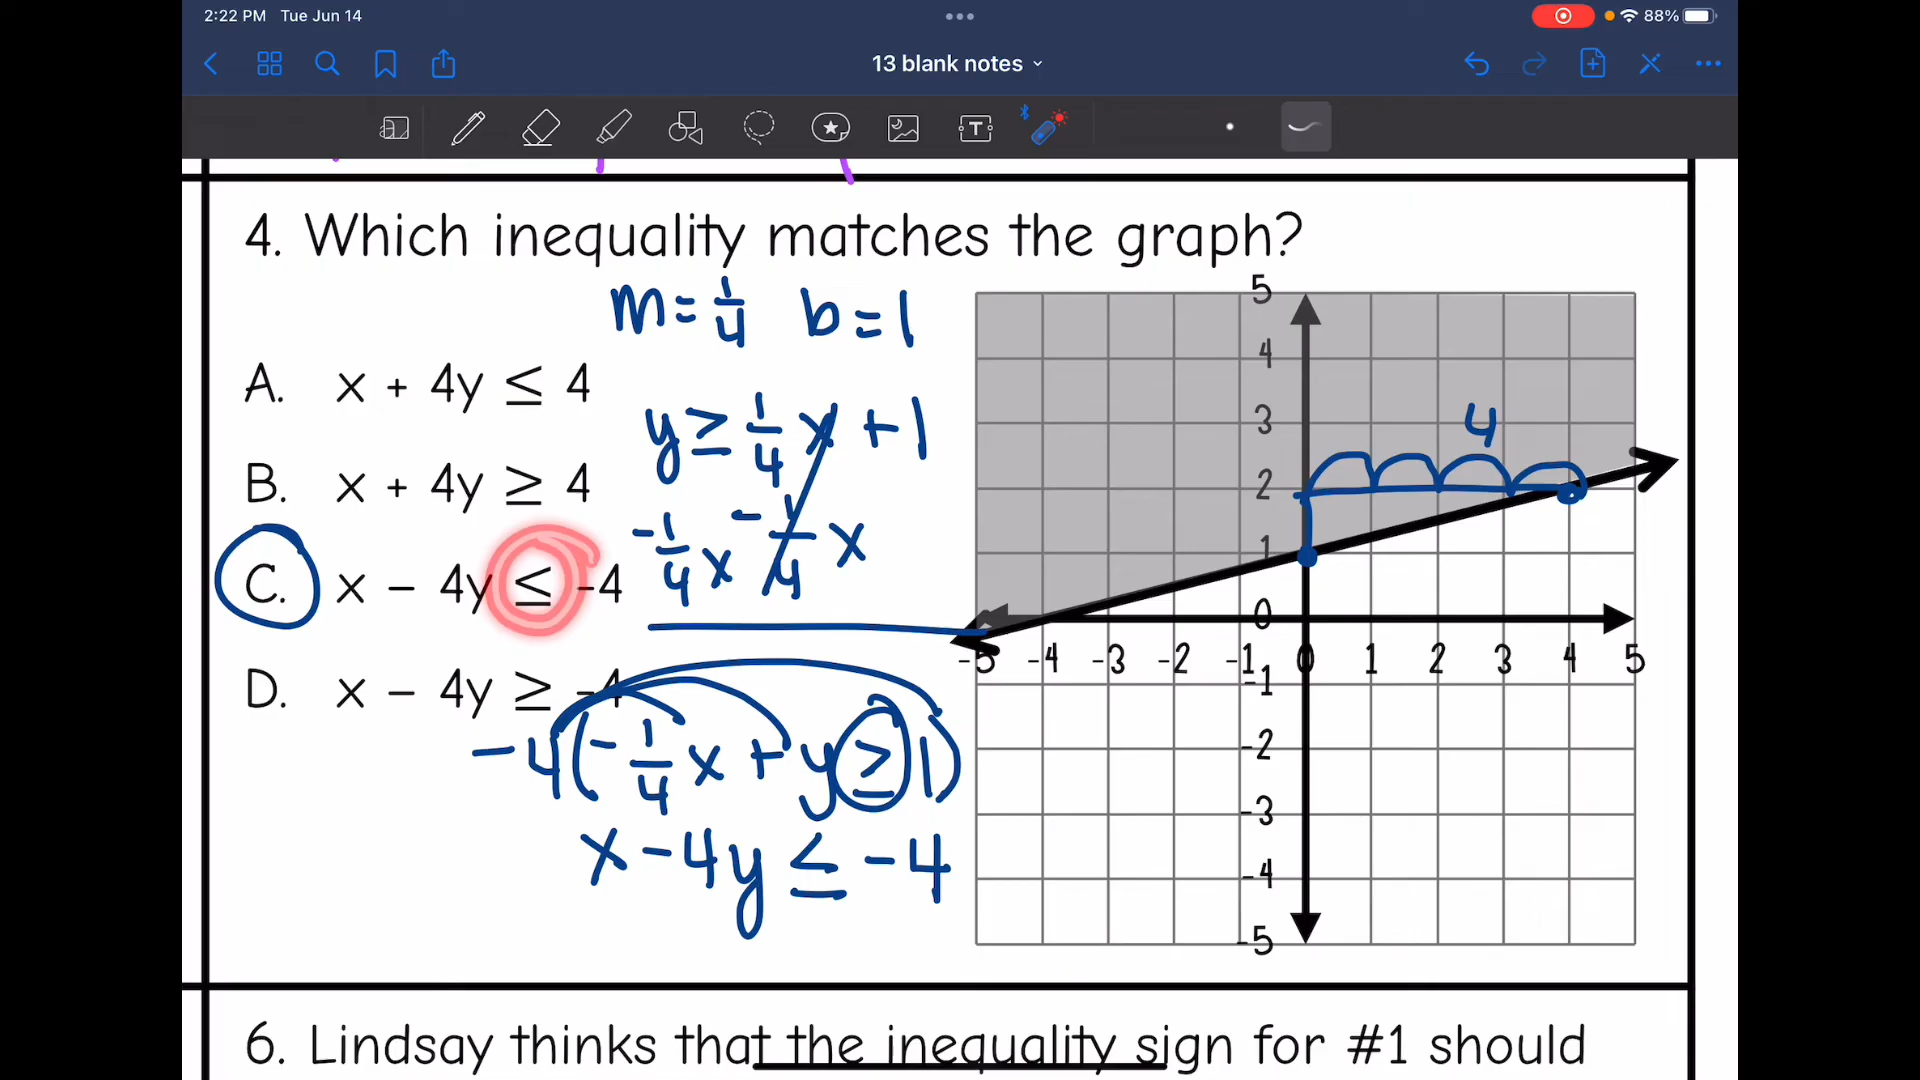 2:22 PM Tue Jun 14
88%
13 blank notes
4. Which inequality matches the graph?
m = 1/4 b = 1
A. x + 4y ≤ 4
B. x + 4y ≥ 4
C. x − 4y ≤ -4
D. x − 4y ≥ -4
y ≥ 1/4 x + 1
-1/4 x -1/4 x
-4(-1/4 x + y ≥ 1)
x - 4y ≤ -4
5
4
3
2
1
0
-5 -4 -3 -2 -1 0 1 2 3 4 5
-1
-2
-3
-4
-5
4
6. Lindsay thinks that the inequality sign for #1 should